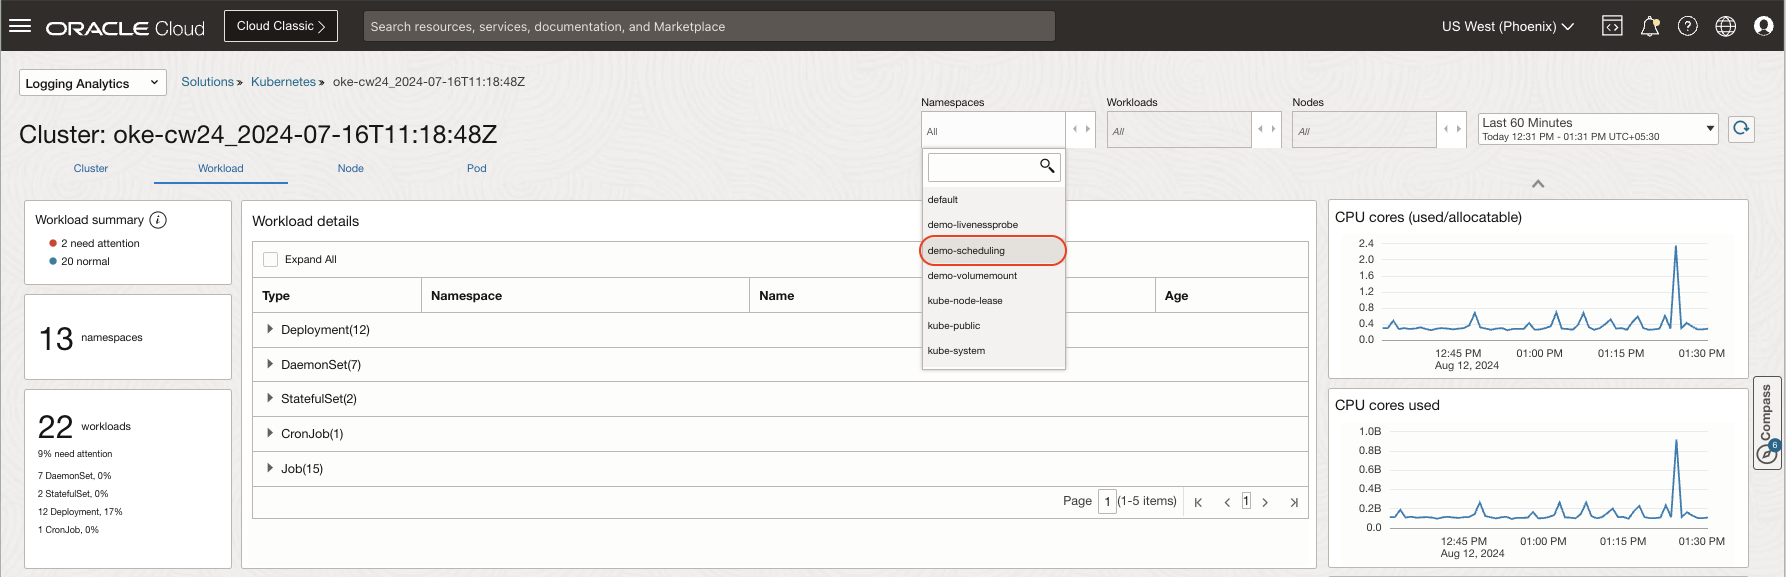 ORACLE Cloud
Cloud Classic
Search resources, services, documentation, and Marketplace
US West (Phoenix)
Logging Analytics
Solutions » Kubernetes » oke-cw24_2024-07-16T11:18:48Z
Namespaces
Workloads
Nodes
All
All
All
Last 60 Minutes
Today 12:31 PM - 01:31 PM UTC+05:30
Cluster: oke-cw24_2024-07-16T11:18:48Z
Cluster
Workload
Node
Pod
default
demo-livenessprobe
demo-scheduling
demo-volumemount
kube-node-lease
kube-public
kube-system
Workload summary i
2 need attention
20 normal
13 namespaces
22 workloads
9% need attention
7 DaemonSet, 0%
2 StatefulSet, 0%
12 Deployment, 17%
1 CronJob, 0%
Workload details
Expand All
Type
Namespace
Name
Age
Deployment(12)
DaemonSet(7)
StatefulSet(2)
CronJob(1)
Job(15)
Page 1 (1-5 items) 1
CPU cores (used/allocatable)
2.4
2.0
1.6
1.2
0.8
0.4
0.0
12:45 PM
01:00 PM
01:15 PM
01:30 PM
Aug 12, 2024
CPU cores used
1.0B
0.8B
0.6B
0.4B
0.2B
0.0
12:45 PM
01:00 PM
01:15 PM
01:30 PM
Aug 12, 2024
Compass
6